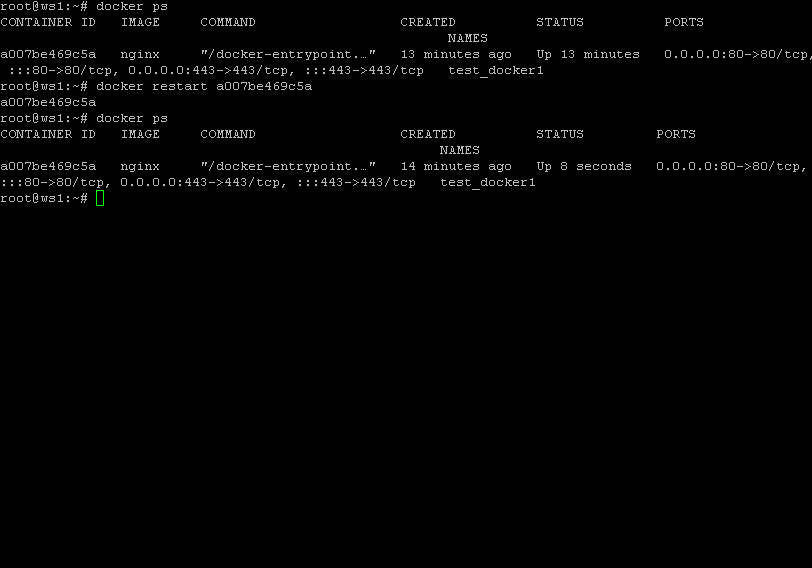 root@ws1:~# docker ps
CONTAINER ID   IMAGE     COMMAND                  CREATED          STATUS          PORTS
                                                        NAMES
a007be469c5a   nginx     "/docker-entrypoint.…"   13 minutes ago   Up 13 minutes   0.0.0.0:80->80/tcp,
 :::80->80/tcp, 0.0.0.0:443->443/tcp, :::443->443/tcp   test_docker1
root@ws1:~# docker restart a007be469c5a
a007be469c5a
root@ws1:~# docker ps
CONTAINER ID   IMAGE     COMMAND                  CREATED          STATUS         PORTS
                                                       NAMES
a007be469c5a   nginx     "/docker-entrypoint.…"   14 minutes ago   Up 8 seconds   0.0.0.0:80->80/tcp,
:::80->80/tcp, 0.0.0.0:443->443/tcp, :::443->443/tcp   test_docker1
root@ws1:~#